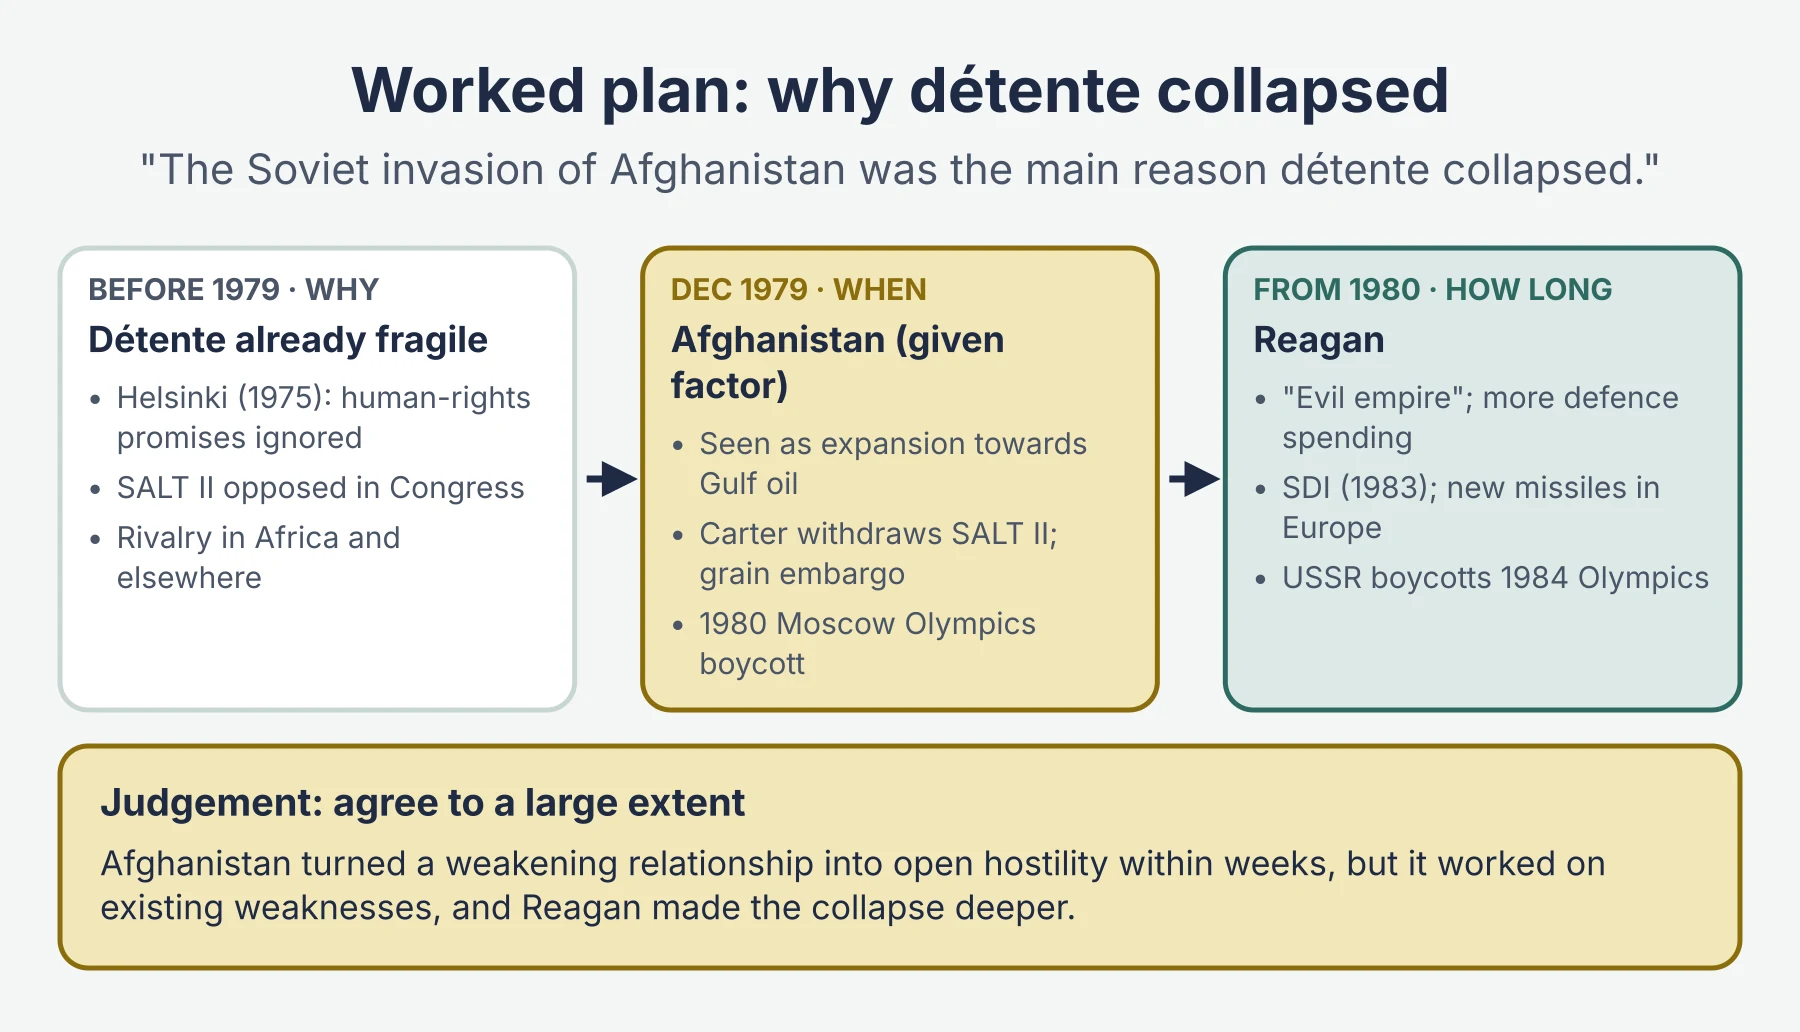 Worked plan: why détente collapsed
"The Soviet invasion of Afghanistan was the main reason détente collapsed."
BEFORE 1979 · WHY
Détente already fragile
• Helsinki (1975): human-rights
promises ignored
• SALT II opposed in Congress
• Rivalry in Africa and
elsewhere
DEC 1979 · WHEN
Afghanistan (given
factor)
• Seen as expansion towards
Gulf oil
• Carter withdraws SALT II;
grain embargo
• 1980 Moscow Olympics
boycott
FROM 1980 · HOW LONG
Reagan
• "Evil empire"; more defence
spending
• SDI (1983); new missiles in
Europe
• USSR boycotts 1984 Olympics
Judgement: agree to a large extent
Afghanistan turned a weakening relationship into open hostility within weeks, but it worked on
existing weaknesses, and Reagan made the collapse deeper.